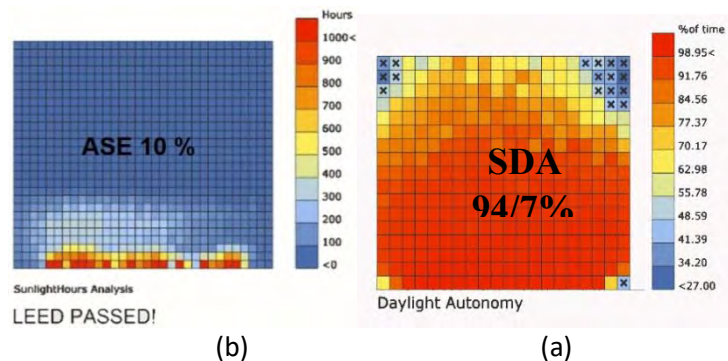 Hours
1000<
900
800
700
600
500
400
300
200
100
<0
ASE 10 %
SunlightHours Analysis
LEED PASSED!
(b)
%of time
98.95<
91.76
84.56
77.37
70.17
62.98
55.78
48.59
41.39
34.20
<27.00
SDA
94/7%
Daylight Autonomy
(a)